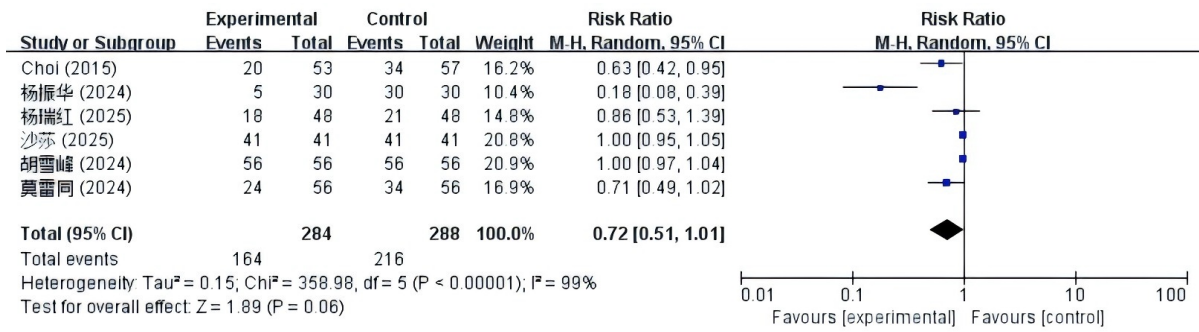 Experimental Control Risk Ratio Risk Ratio
Study or Subgroup Events Total Events Total Weight M-H, Random, 95% CI M-H, Random, 95% CI
Choi (2015) 20 53 34 57 16.2% 0.63 [0.42, 0.95]
杨振华 (2024) 5 30 30 30 10.4% 0.18 [0.08, 0.39]
杨瑞红 (2025) 18 48 21 48 14.8% 0.86 [0.53, 1.39]
沙莎 (2025) 41 41 41 41 20.8% 1.00 [0.95, 1.05]
胡雪峰 (2024) 56 56 56 56 20.9% 1.00 [0.97, 1.04]
莫雷同 (2024) 24 56 34 56 16.9% 0.71 [0.49, 1.02]
Total (95% CI) 284 288 100.0% 0.72 [0.51, 1.01]
Total events 164 216
Heterogeneity: Tau² = 0.15; Chi² = 358.98, df = 5 (P < 0.00001); I² = 99%
Test for overall effect: Z = 1.89 (P = 0.06)
0.01 0.1 1 10 100
Favours [experimental] Favours [control]